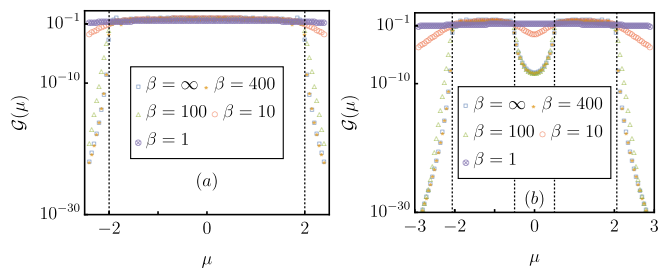 10^{-1}
10^{-10}
10^{-30}
𝒢(μ)
β = ∞ β = 400
β = 100 β = 10
β = 1
(a)
−2 0 2
μ
10^{-1}
10^{-10}
10^{-30}
𝒢(μ)
β = ∞ β = 400
β = 100 β = 10
β = 1
(b)
−3 −2 0 2 3
μ